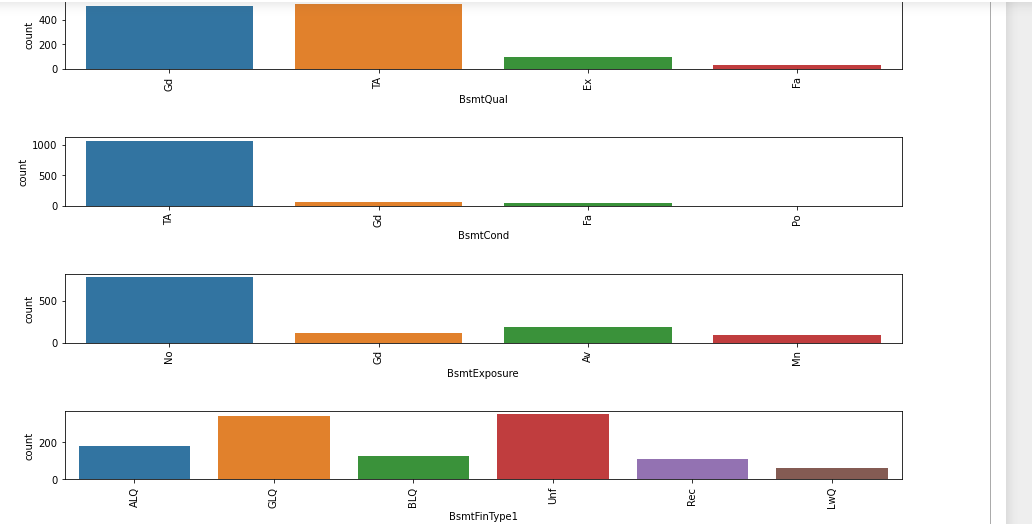 400
200
0
count
Gd
TA
Ex
Fa
BsmtQual
1000
500
0
count
TA
Gd
Fa
Po
BsmtCond
500
0
count
No
Gd
Av
Mn
BsmtExposure
200
0
count
ALQ
GLQ
BLQ
Unf
Rec
LwQ
BsmtFinType1